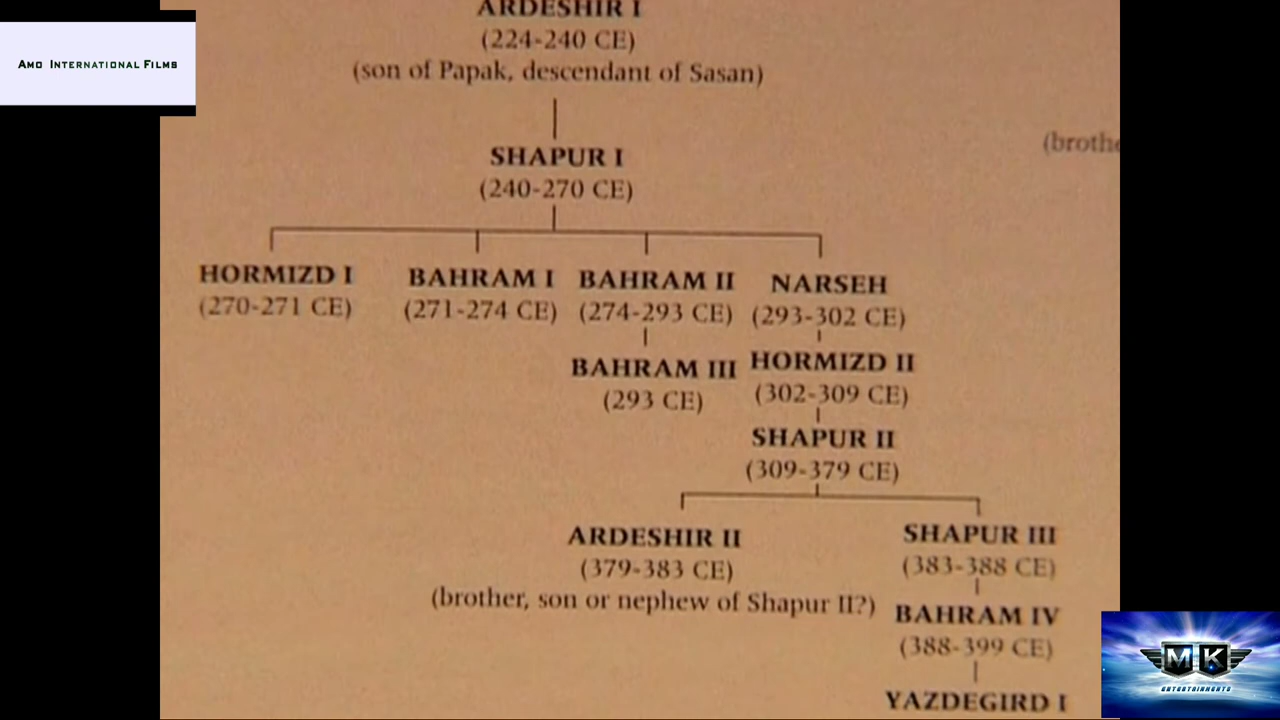 AMO INTERNATIONAL FILMS
ARDESHIR I
(224-240 CE)
(son of Papak, descendant of Sasan)
SHAPUR I
(240-270 CE)
HORMIZD I
(270-271 CE)
BAHRAM I
(271-274 CE)
BAHRAM II
(274-293 CE)
BAHRAM III
(293 CE)
NARSEH
(293-302 CE)
HORMIZD II
(302-309 CE)
SHAPUR II
(309-379 CE)
ARDESHIR II
(379-383 CE)
(brother, son or nephew of Shapur II?)
SHAPUR III
(383-388 CE)
BAHRAM IV
(388-399 CE)
YAZDEGIRD I
MK
ENTERTAINMENTS